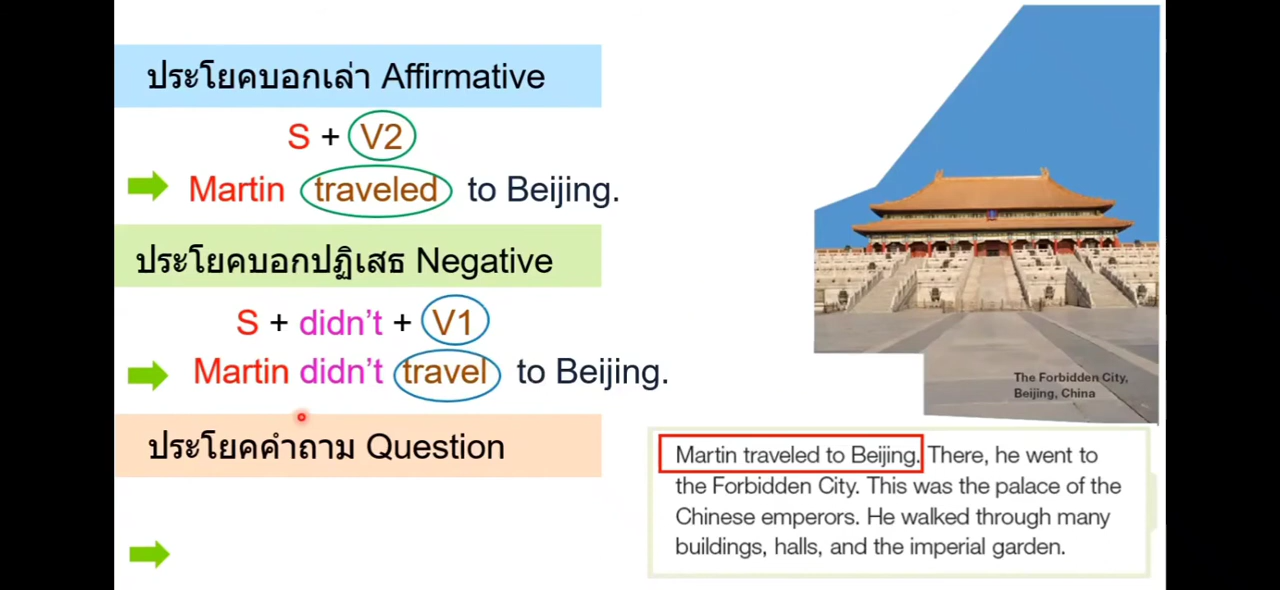 ประโยคบอกเล่า Affirmative
S + V2
Martin traveled to Beijing.
ประโยคบอกปฏิเสธ Negative
S + didn't + V1
Martin didn't travel to Beijing.
ประโยคคำถาม Question
The Forbidden City,
Beijing, China
Martin traveled to Beijing. There, he went to
the Forbidden City. This was the palace of the
Chinese emperors. He walked through many
buildings, halls, and the imperial garden.